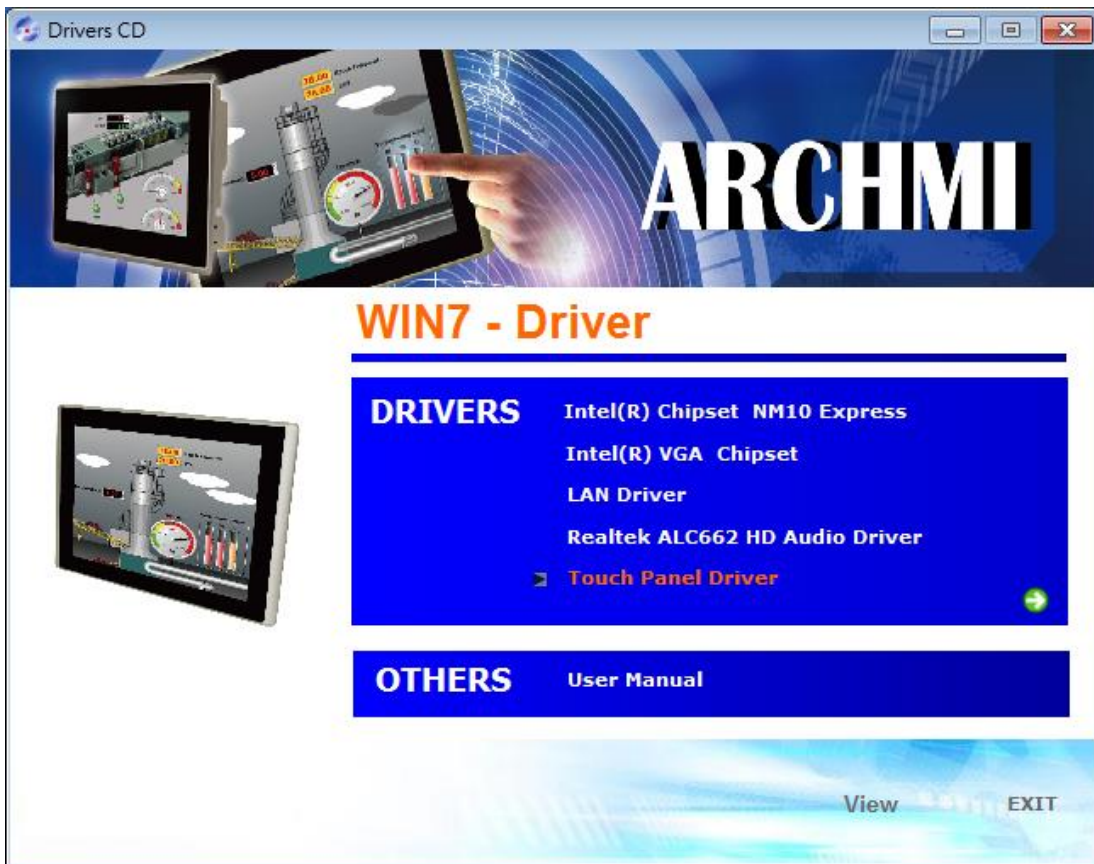 Drivers CD
ARCHMI
WIN7 - Driver
DRIVERS
Intel(R) Chipset NM10 Express
Intel(R) VGA Chipset
LAN Driver
Realtek ALC662 HD Audio Driver
Touch Panel Driver
OTHERS
User Manual
View
EXIT